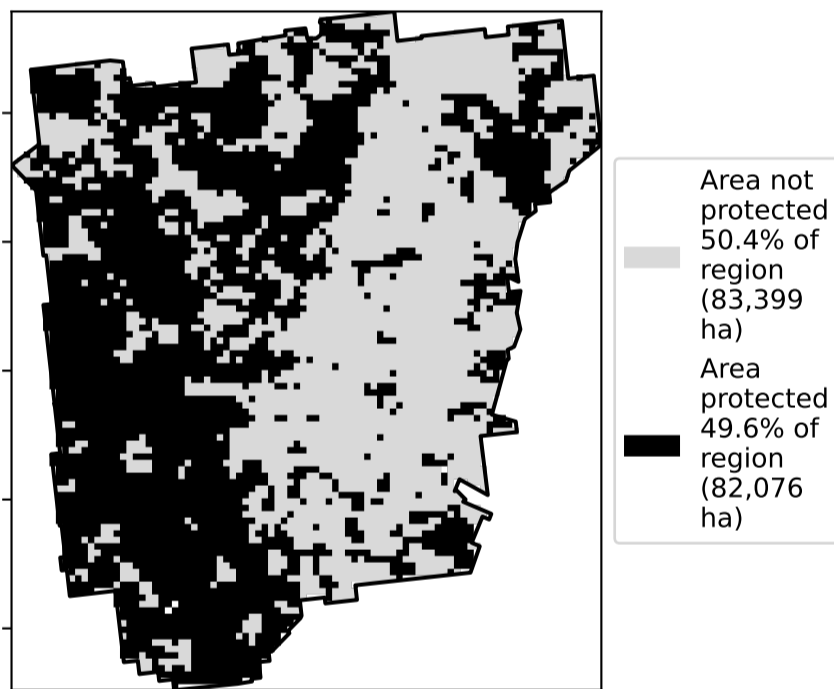 Area not
protected
50.4% of
region
(83,399
ha)
Area
protected
49.6% of
region
(82,076
ha)